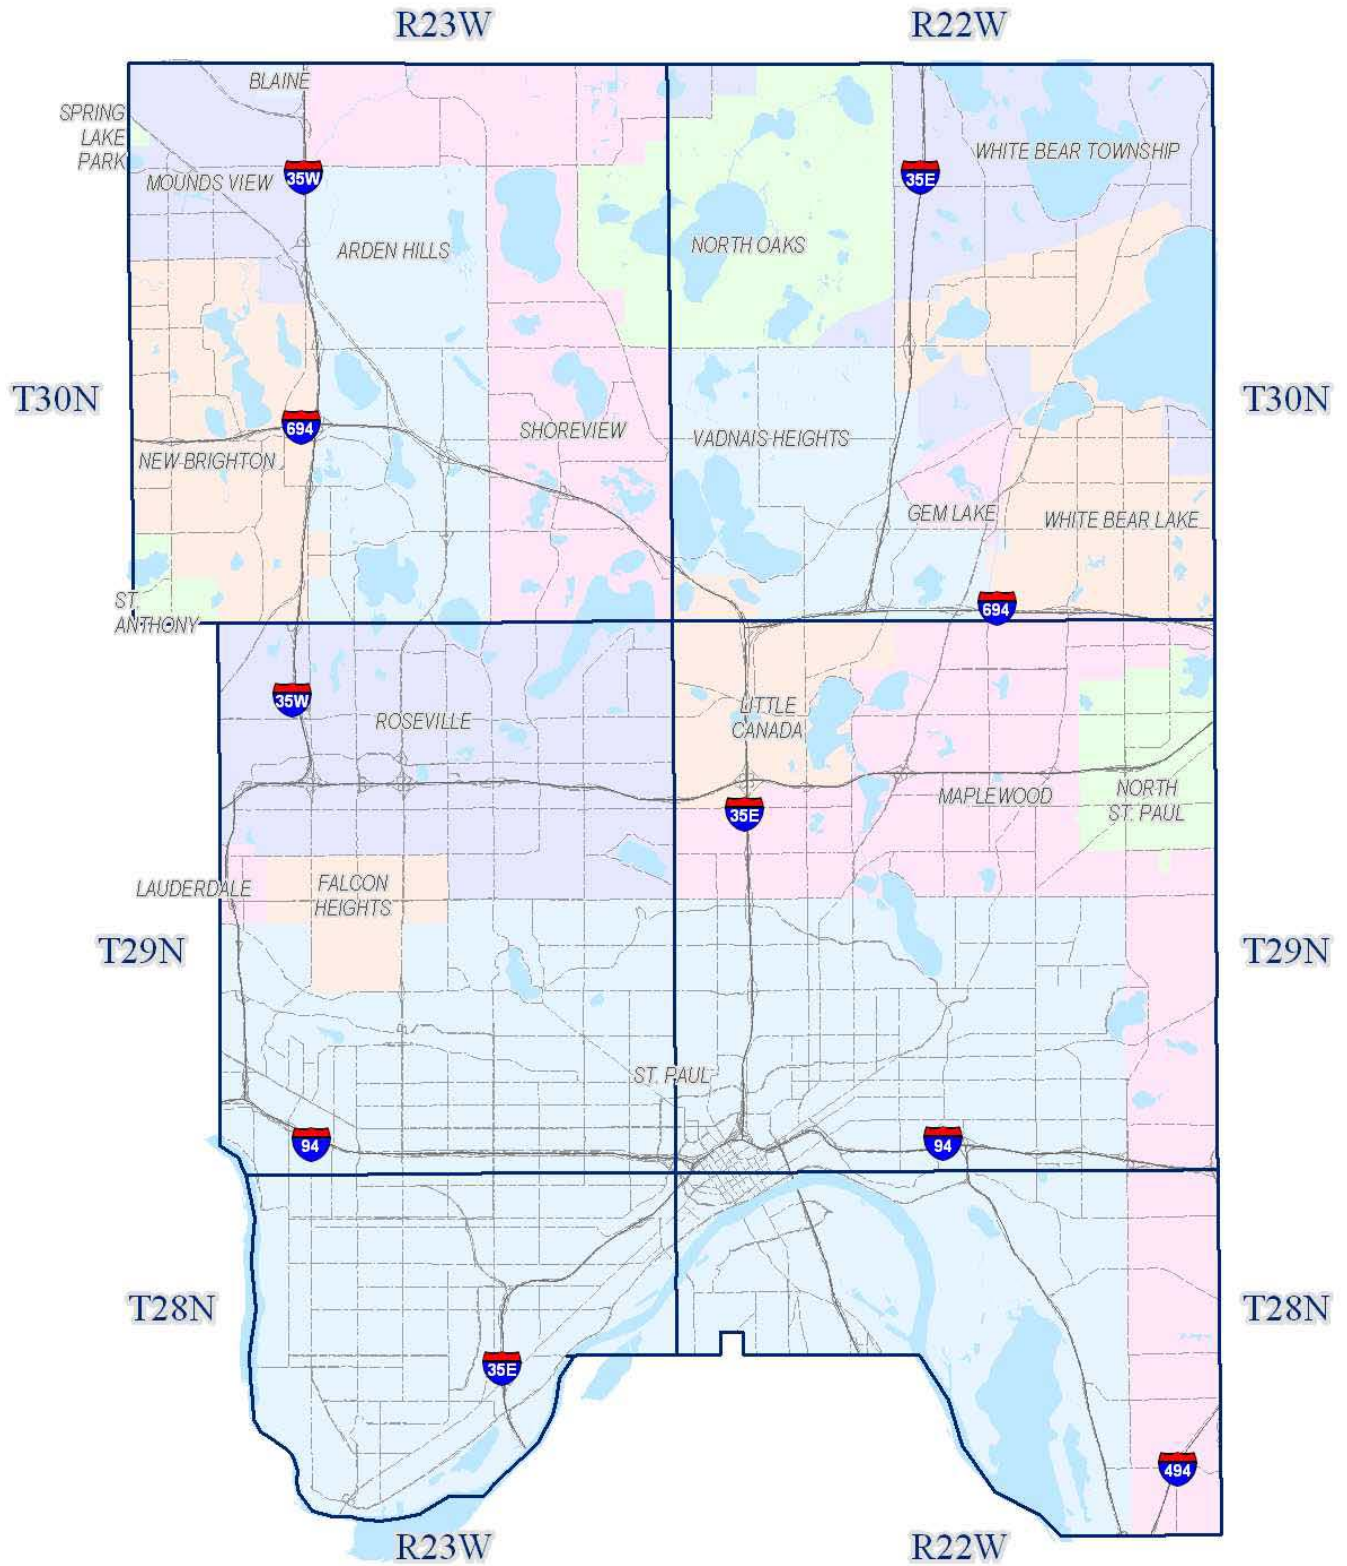 R23W
R22W
BLAINE
SPRING
LAKE
PARK
WHITE BEAR TOWNSHIP
35W
35E
MOUNDS VIEW
ARDEN HILLS
NORTH OAKS
T30N
T30N
694
SHOREVIEW
VADNAIS HEIGHTS
NEW BRIGHTON
GEM LAKE
WHITE BEAR LAKE
ST.
ANTHONY
694
35W
ROSEVILLE
LITTLE
CANADA
MAPLEWOOD
NORTH
ST. PAUL
35E
LAUDERDALE
FALCON
HEIGHTS
T29N
T29N
ST. PAUL
94
94
T28N
T28N
35E
494
R23W
R22W